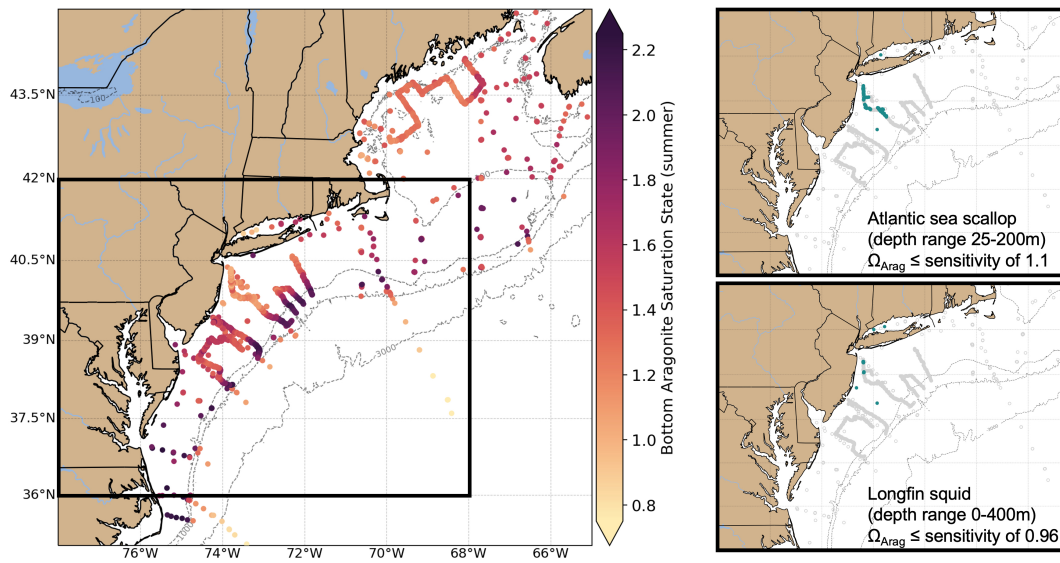 43.5°N
42°N
40.5°N
39°N
37.5°N
36°N
76°W
74°W
72°W
70°W
68°W
66°W
-100-
-3000
-1000
2.2
2.0
1.8
1.6
1.4
1.2
1.0
0.8
Bottom Aragonite Saturation State (summer)
Atlantic sea scallop
(depth range 25-200m)
Ω_Arag ≤ sensitivity of 1.1
Longfin squid
(depth range 0-400m)
Ω_Arag ≤ sensitivity of 0.96